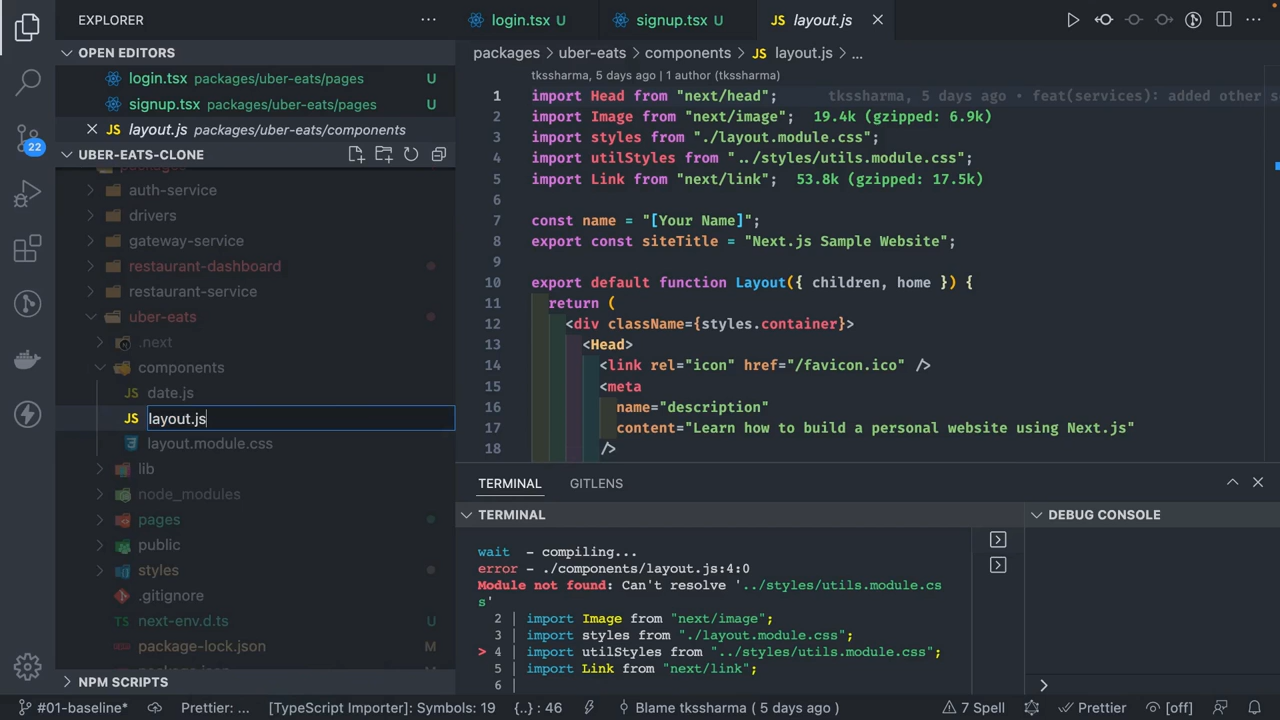 EXPLORER
OPEN EDITORS
login.tsx packages/uber-eats/pages U
signup.tsx packages/uber-eats/pages U
layout.js packages/uber-eats/components
UBER-EATS-CLONE
auth-service
drivers
gateway-service
restaurant-dashboard
restaurant-service
uber-eats
.next
components
JS date.js
JS layout.js
layout.module.css
lib
node_modules
pages
public
styles
.gitignore
next-env.d.ts U
package-lock.json M
NPM SCRIPTS
22
login.tsx U
signup.tsx U
JS layout.js
packages > uber-eats > components > JS layout.js > ...
tkssharma, 5 days ago | 1 author (tkssharma)
1 import Head from "next/head"; tkssharma, 5 days ago • feat(services): added other s
2 import Image from "next/image"; 19.4k (gzipped: 6.9k)
3 import styles from "./layout.module.css";
4 import utilStyles from "../styles/utils.module.css";
5 import Link from "next/link"; 53.8k (gzipped: 17.5k)
6
7 const name = "[Your Name]";
8 export const siteTitle = "Next.js Sample Website";
9
10 export default function Layout({ children, home }) {
11 return (
12 <div className={styles.container}>
13 <Head>
14 <link rel="icon" href="/favicon.ico" />
15 <meta
16 name="description"
17 content="Learn how to build a personal website using Next.js"
18 />
TERMINAL GITLENS
TERMINAL
wait - compiling...
error - ./components/layout.js:4:0
Module not found: Can't resolve '../styles/utils.module.cs
s'
2 | import Image from "next/image";
3 | import styles from "./layout.module.css";
> 4 | import utilStyles from "../styles/utils.module.css";
5 | import Link from "next/link";
6 |
DEBUG CONSOLE
#01-baseline* Prettier: ... [TypeScript Importer]: Symbols: 19 {..} : 46 Blame tkssharma ( 5 days ago ) 7 Spell Prettier [off]